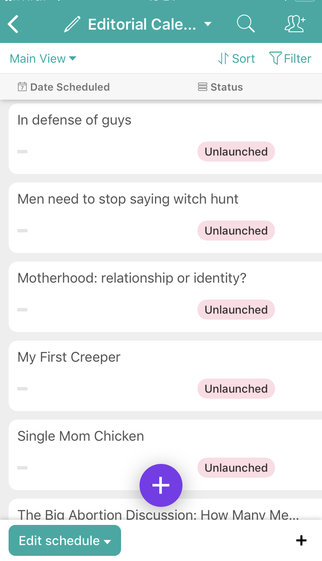 Editorial Cale...
Main View Sort Filter
Date Scheduled Status
In defense of guys
Unlaunched
Men need to stop saying witch hunt
Unlaunched
Motherhood: relationship or identity?
Unlaunched
My First Creeper
Unlaunched
Single Mom Chicken
Unlaunched
The Big Abortion Discussion: How Many Me...
Edit schedule